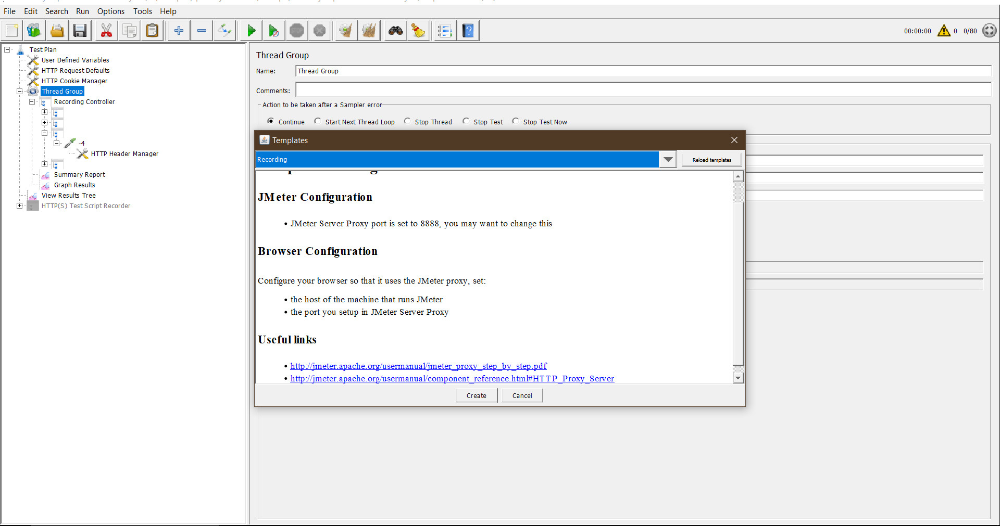 File Edit Search Run Options Tools Help
STOP
00:00:00 0 0/80
Test Plan
User Defined Variables
HTTP Request Defaults
HTTP Cookie Manager
Thread Group
Recording Controller
-4
HTTP Header Manager
Summary Report
Graph Results
View Results Tree
HTTP(S) Test Script Recorder
Thread Group
Name: Thread Group
Comments:
Action to be taken after a Sampler error
Continue Start Next Thread Loop Stop Thread Stop Test Stop Test Now
Templates
Recording
Reload templates
JMeter Configuration
• JMeter Server Proxy port is set to 8888, you may want to change this
Browser Configuration
Configure your browser so that it uses the JMeter proxy, set:
• the host of the machine that runs JMeter
• the port you setup in JMeter Server Proxy
Useful links
• http://jmeter.apache.org/usermanual/jmeter_proxy_step_by_step.pdf
• http://jmeter.apache.org/usermanual/component_reference.html#HTTP_Proxy_Server
Create Cancel